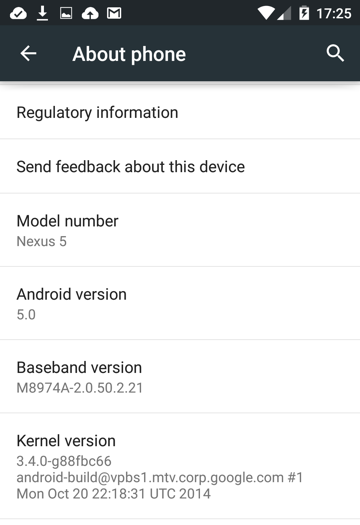 17:25
About phone
Regulatory information
Send feedback about this device
Model number
Nexus 5
Android version
5.0
Baseband version
M8974A-2.0.50.2.21
Kernel version
3.4.0-g88fbc66
android-build@vpbs1.mtv.corp.google.com #1
Mon Oct 20 22:18:31 UTC 2014